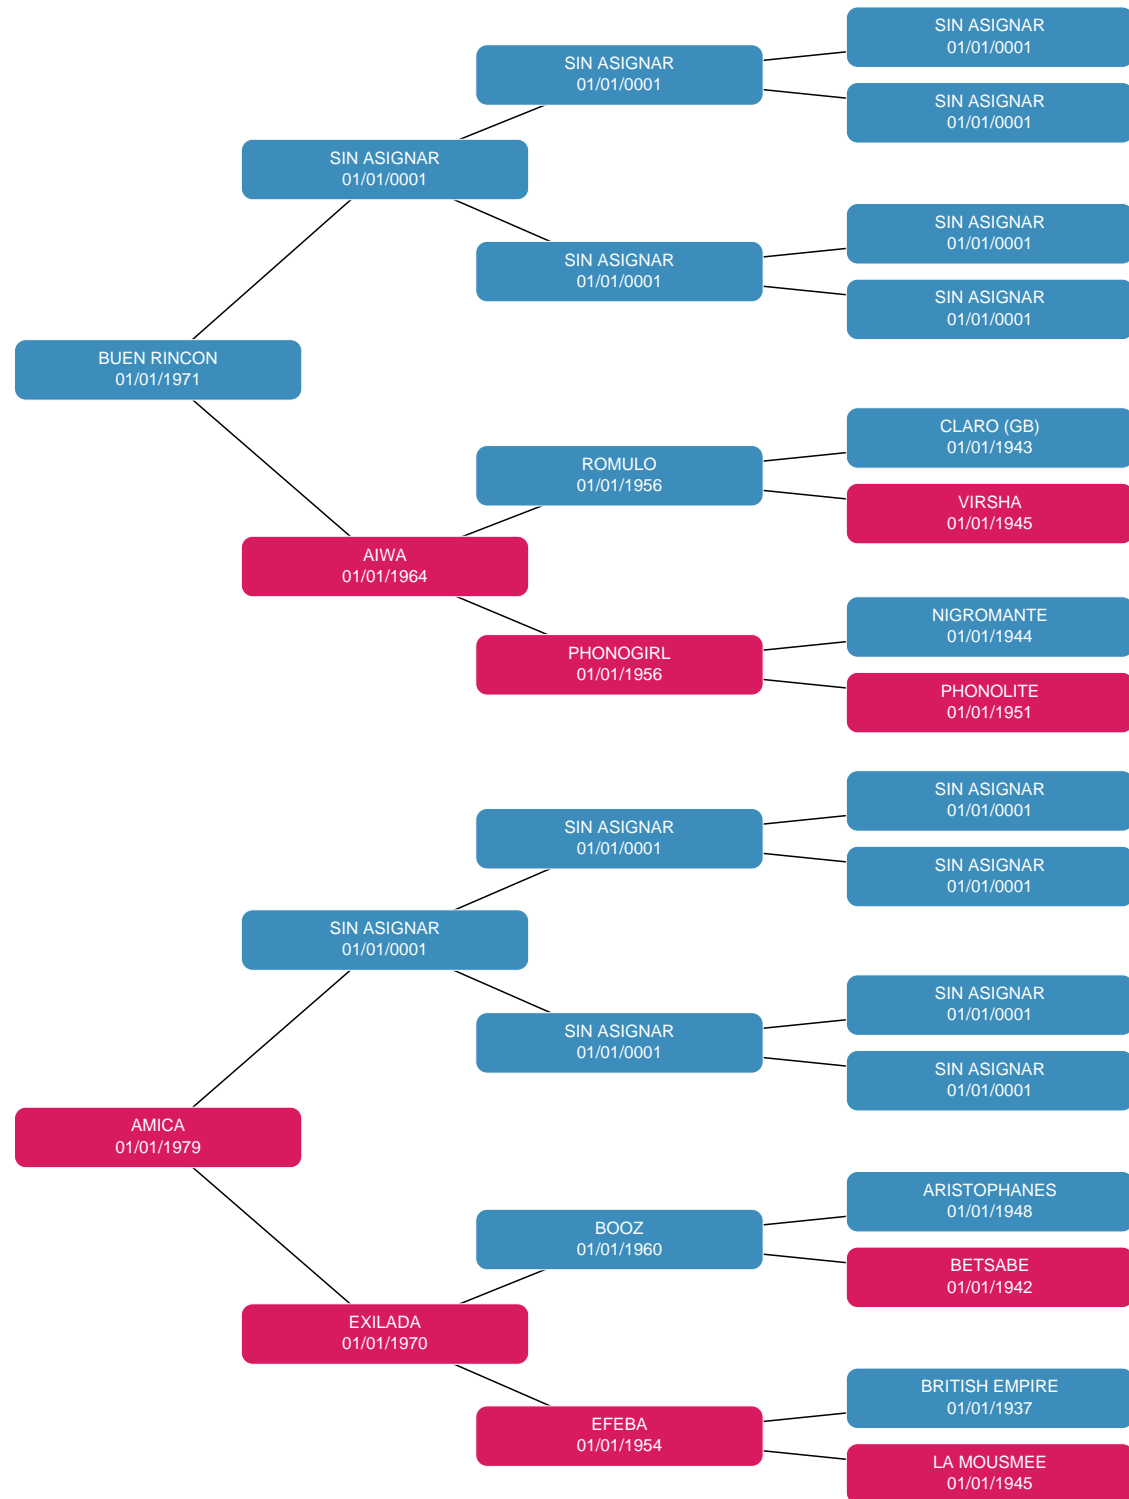 SIN ASIGNAR
01/01/0001
SIN ASIGNAR
01/01/0001
SIN ASIGNAR
01/01/0001
SIN ASIGNAR
01/01/0001
SIN ASIGNAR
01/01/0001
SIN ASIGNAR
01/01/0001
SIN ASIGNAR
01/01/0001
BUEN RINCON
01/01/1971
CLARO (GB)
01/01/1943
ROMULO
01/01/1956
VIRSHA
01/01/1945
AIWA
01/01/1964
NIGROMANTE
01/01/1944
PHONOGIRL
01/01/1956
PHONOLITE
01/01/1951
SIN ASIGNAR
01/01/0001
SIN ASIGNAR
01/01/0001
SIN ASIGNAR
01/01/0001
SIN ASIGNAR
01/01/0001
SIN ASIGNAR
01/01/0001
SIN ASIGNAR
01/01/0001
SIN ASIGNAR
01/01/0001
AMICA
01/01/1979
ARISTOPHANES
01/01/1948
BOOZ
01/01/1960
BETSABE
01/01/1942
EXILADA
01/01/1970
BRITISH EMPIRE
01/01/1937
EFEBA
01/01/1954
LA MOUSMEE
01/01/1945